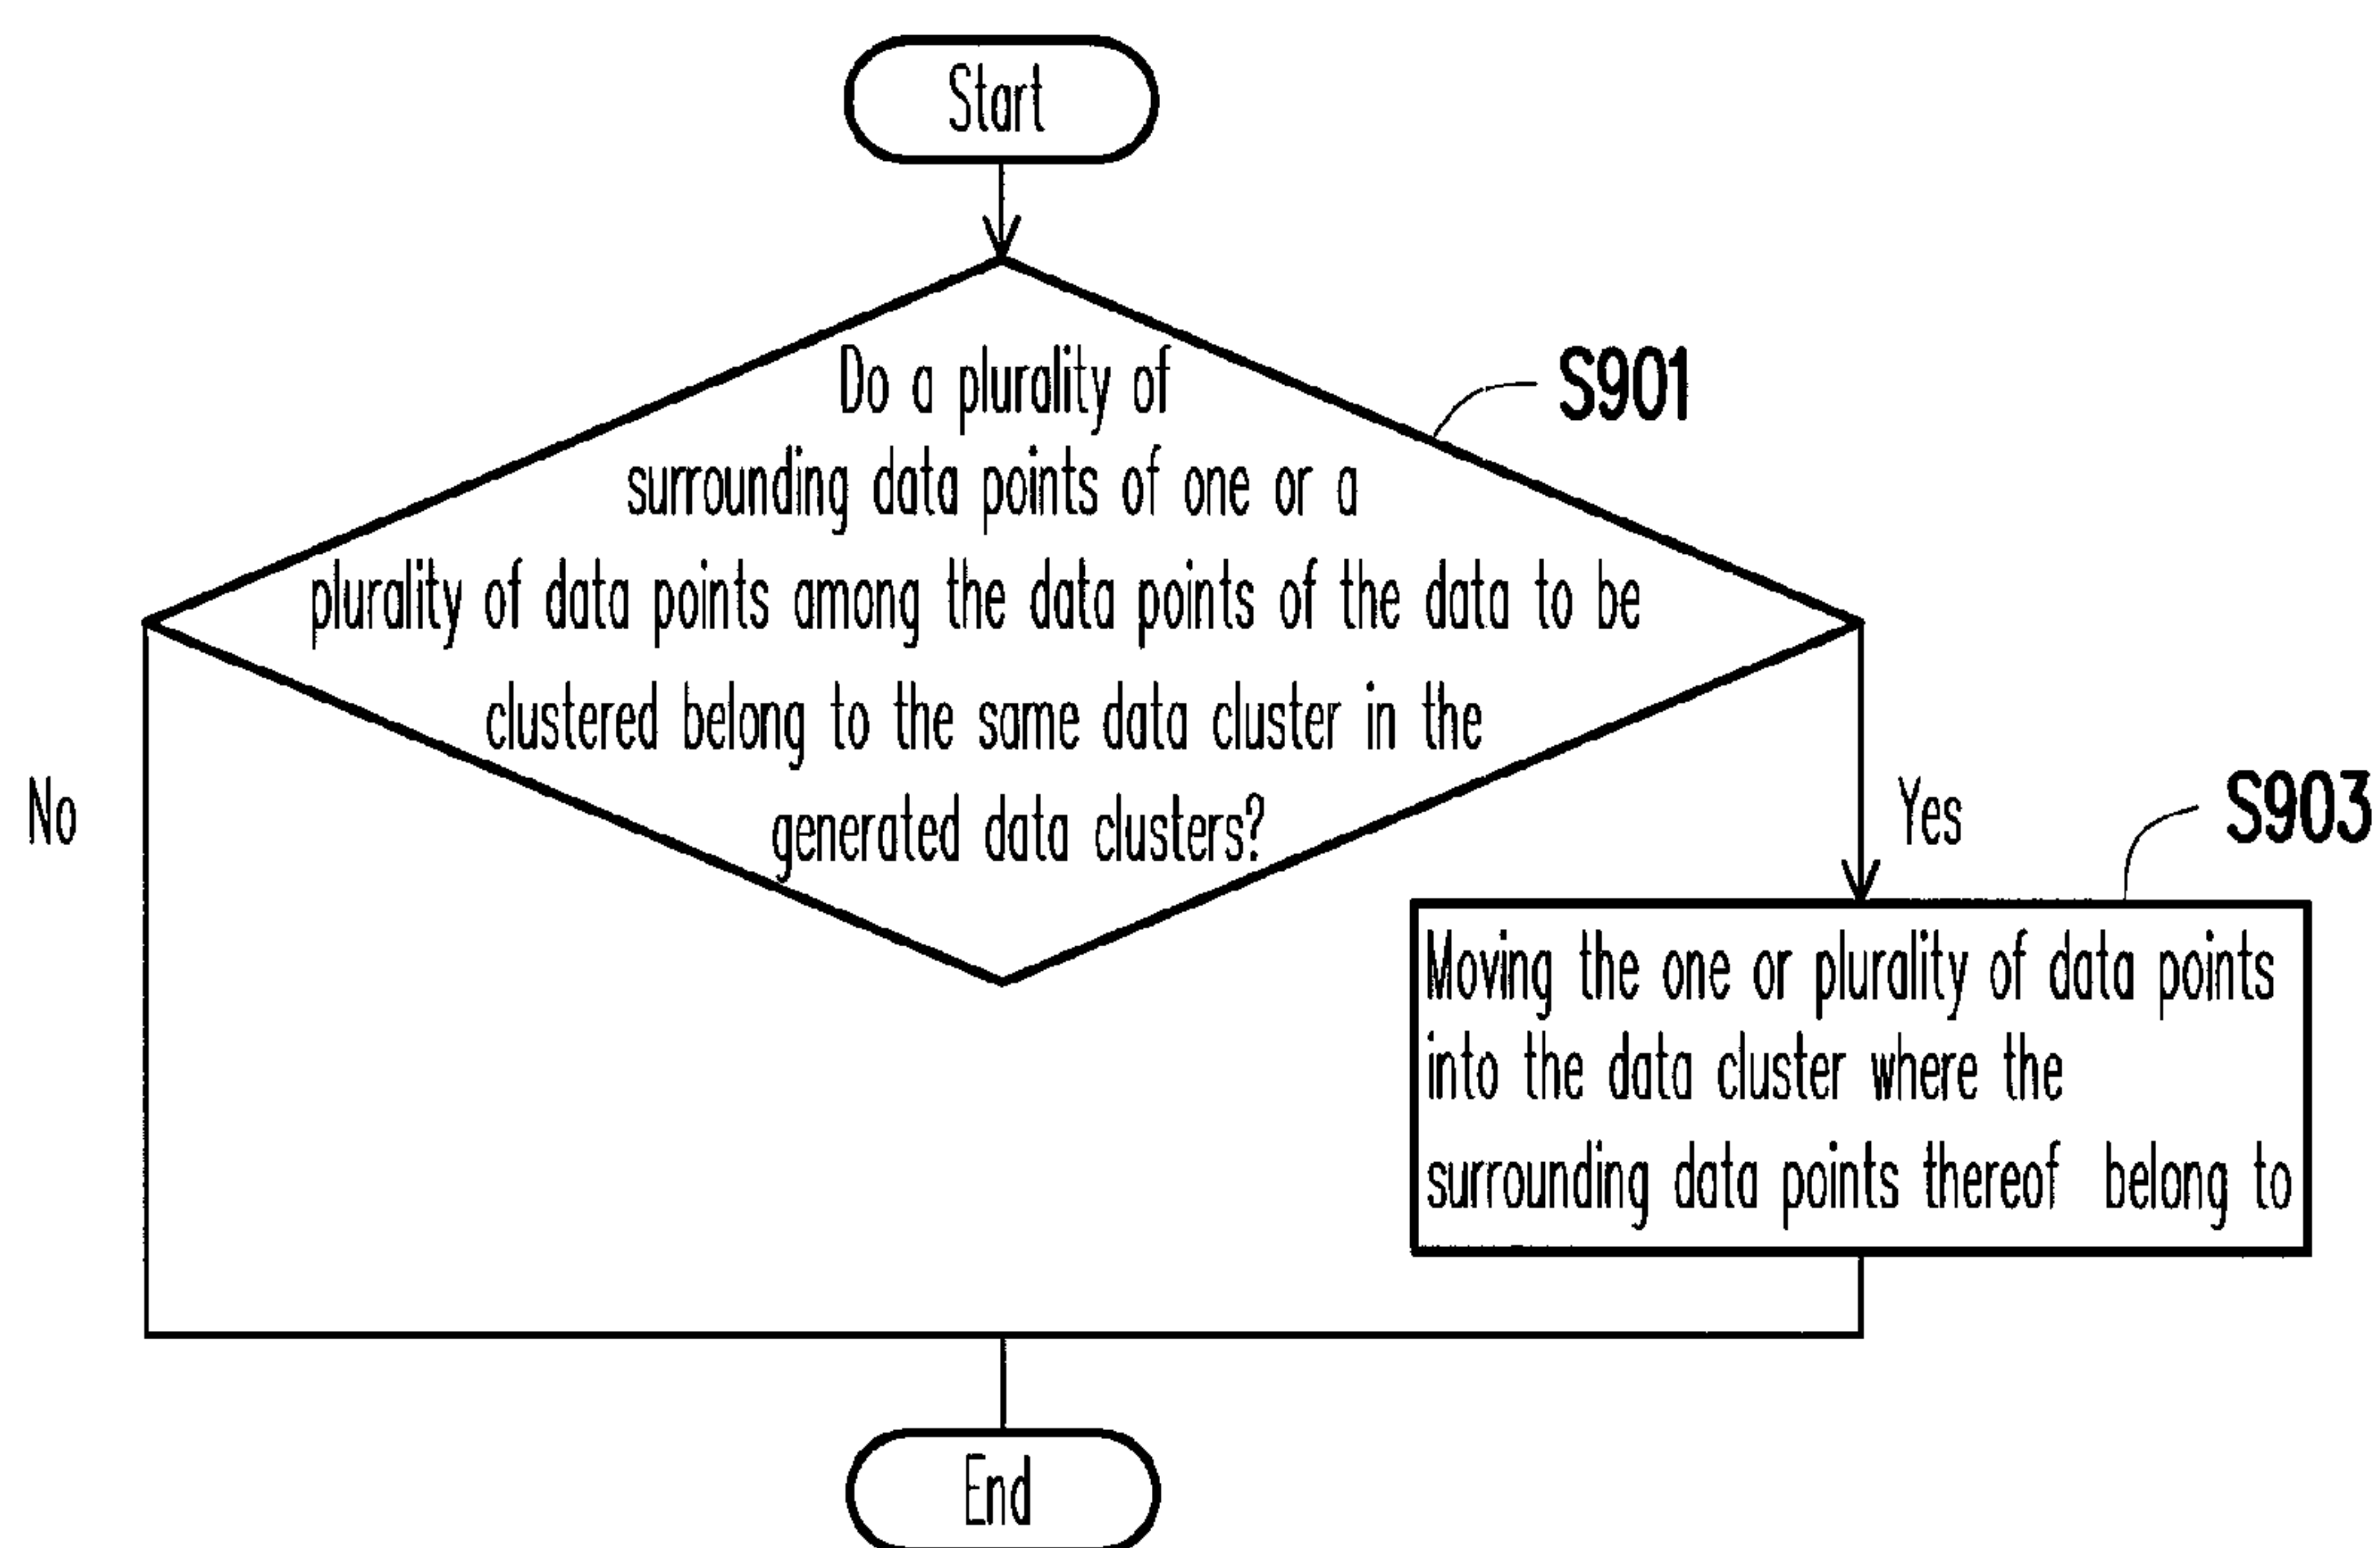 Start
Do a plurality of
surrounding data points of one or a
plurality of data points among the data points of the data to be
clustered belong to the same data cluster in the
generated data clusters?
S901
No
Yes
S903
Moving the one or plurality of data points
into the data cluster where the
surrounding data points thereof belong to
End